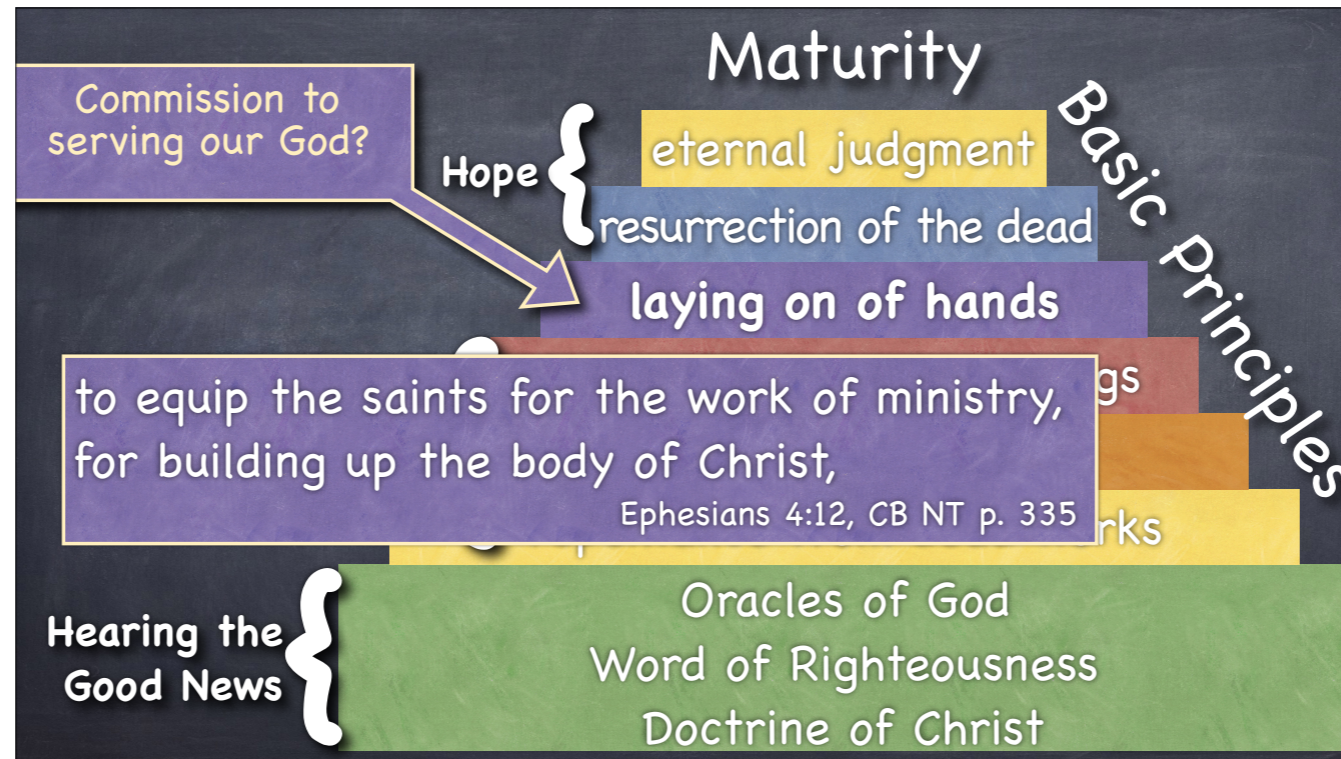 Maturity
Basic Principles
Commission to
serving our God?
Hope
eternal judgment
resurrection of the dead
laying on of hands
gs
to equip the saints for the work of ministry,
for building up the body of Christ,
Ephesians 4:12, CB NT p. 335
rks
Hearing the
Good News
Oracles of God
Word of Righteousness
Doctrine of Christ